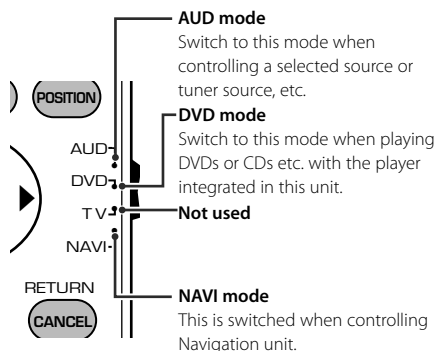 AUD mode
Switch to this mode when
controlling a selected source or
tuner source, etc.
DVD mode
Switch to this mode when playing
DVDs or CDs etc. with the player
integrated in this unit.
Not used
NAVI mode
This is switched when controlling
Navigation unit.
POSITION
AUD
DVD
TV
NAVI
RETURN
CANCEL